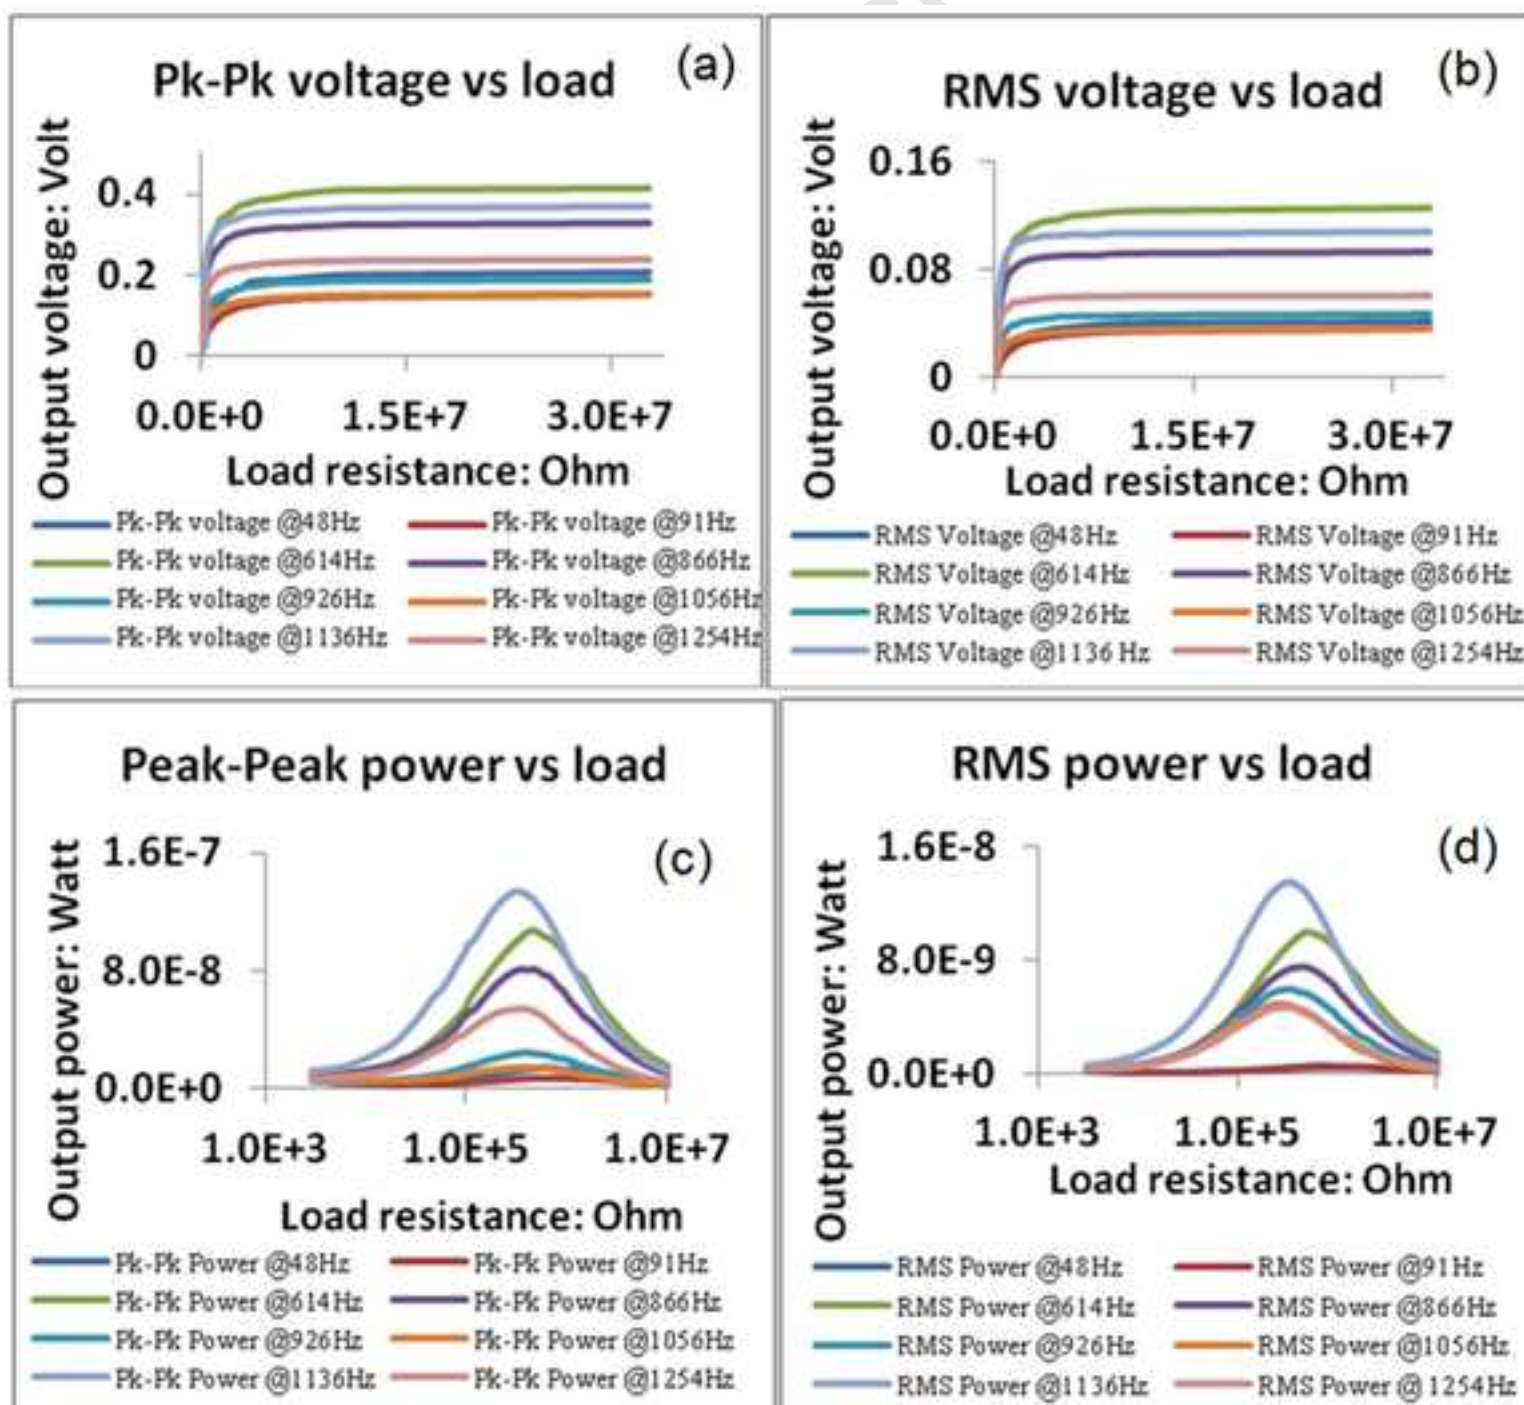 Pk-Pk voltage vs load
(a)
Output voltage: Volt
0.4
0.2
0
0.0E+0 1.5E+7 3.0E+7
Load resistance: Ohm
Pk-Pk voltage @48Hz Pk-Pk voltage @91Hz
Pk-Pk voltage @614Hz Pk-Pk voltage @866Hz
Pk-Pk voltage @926Hz Pk-Pk voltage @1056Hz
Pk-Pk voltage @1136Hz Pk-Pk voltage @1254Hz
RMS voltage vs load
(b)
Output voltage: Volt
0.16
0.08
0
0.0E+0 1.5E+7 3.0E+7
Load resistance: Ohm
RMS Voltage @48Hz RMS Voltage @91Hz
RMS Voltage @614Hz RMS Voltage @866Hz
RMS Voltage @926Hz RMS Voltage @1056Hz
RMS Voltage @1136 Hz RMS Voltage @1254Hz
Peak-Peak power vs load
(c)
Output power: Watt
1.6E-7
8.0E-8
0.0E+0
1.0E+3 1.0E+5 1.0E+7
Load resistance: Ohm
Pk-Pk Power @48Hz Pk-Pk Power @91Hz
Pk-Pk Power @614Hz Pk-Pk Power @866Hz
Pk-Pk Power @926Hz Pk-Pk Power @1056Hz
Pk-Pk Power @1136Hz Pk-Pk Power @1254Hz
RMS power vs load
(d)
Output power: Watt
1.6E-8
8.0E-9
0.0E+0
1.0E+3 1.0E+5 1.0E+7
Load resistance: Ohm
RMS Power @48Hz RMS Power @91Hz
RMS Power @614Hz RMS Power @866Hz
RMS Power @926Hz RMS Power @1056Hz
RMS Power @1136Hz RMS Power @ 1254Hz